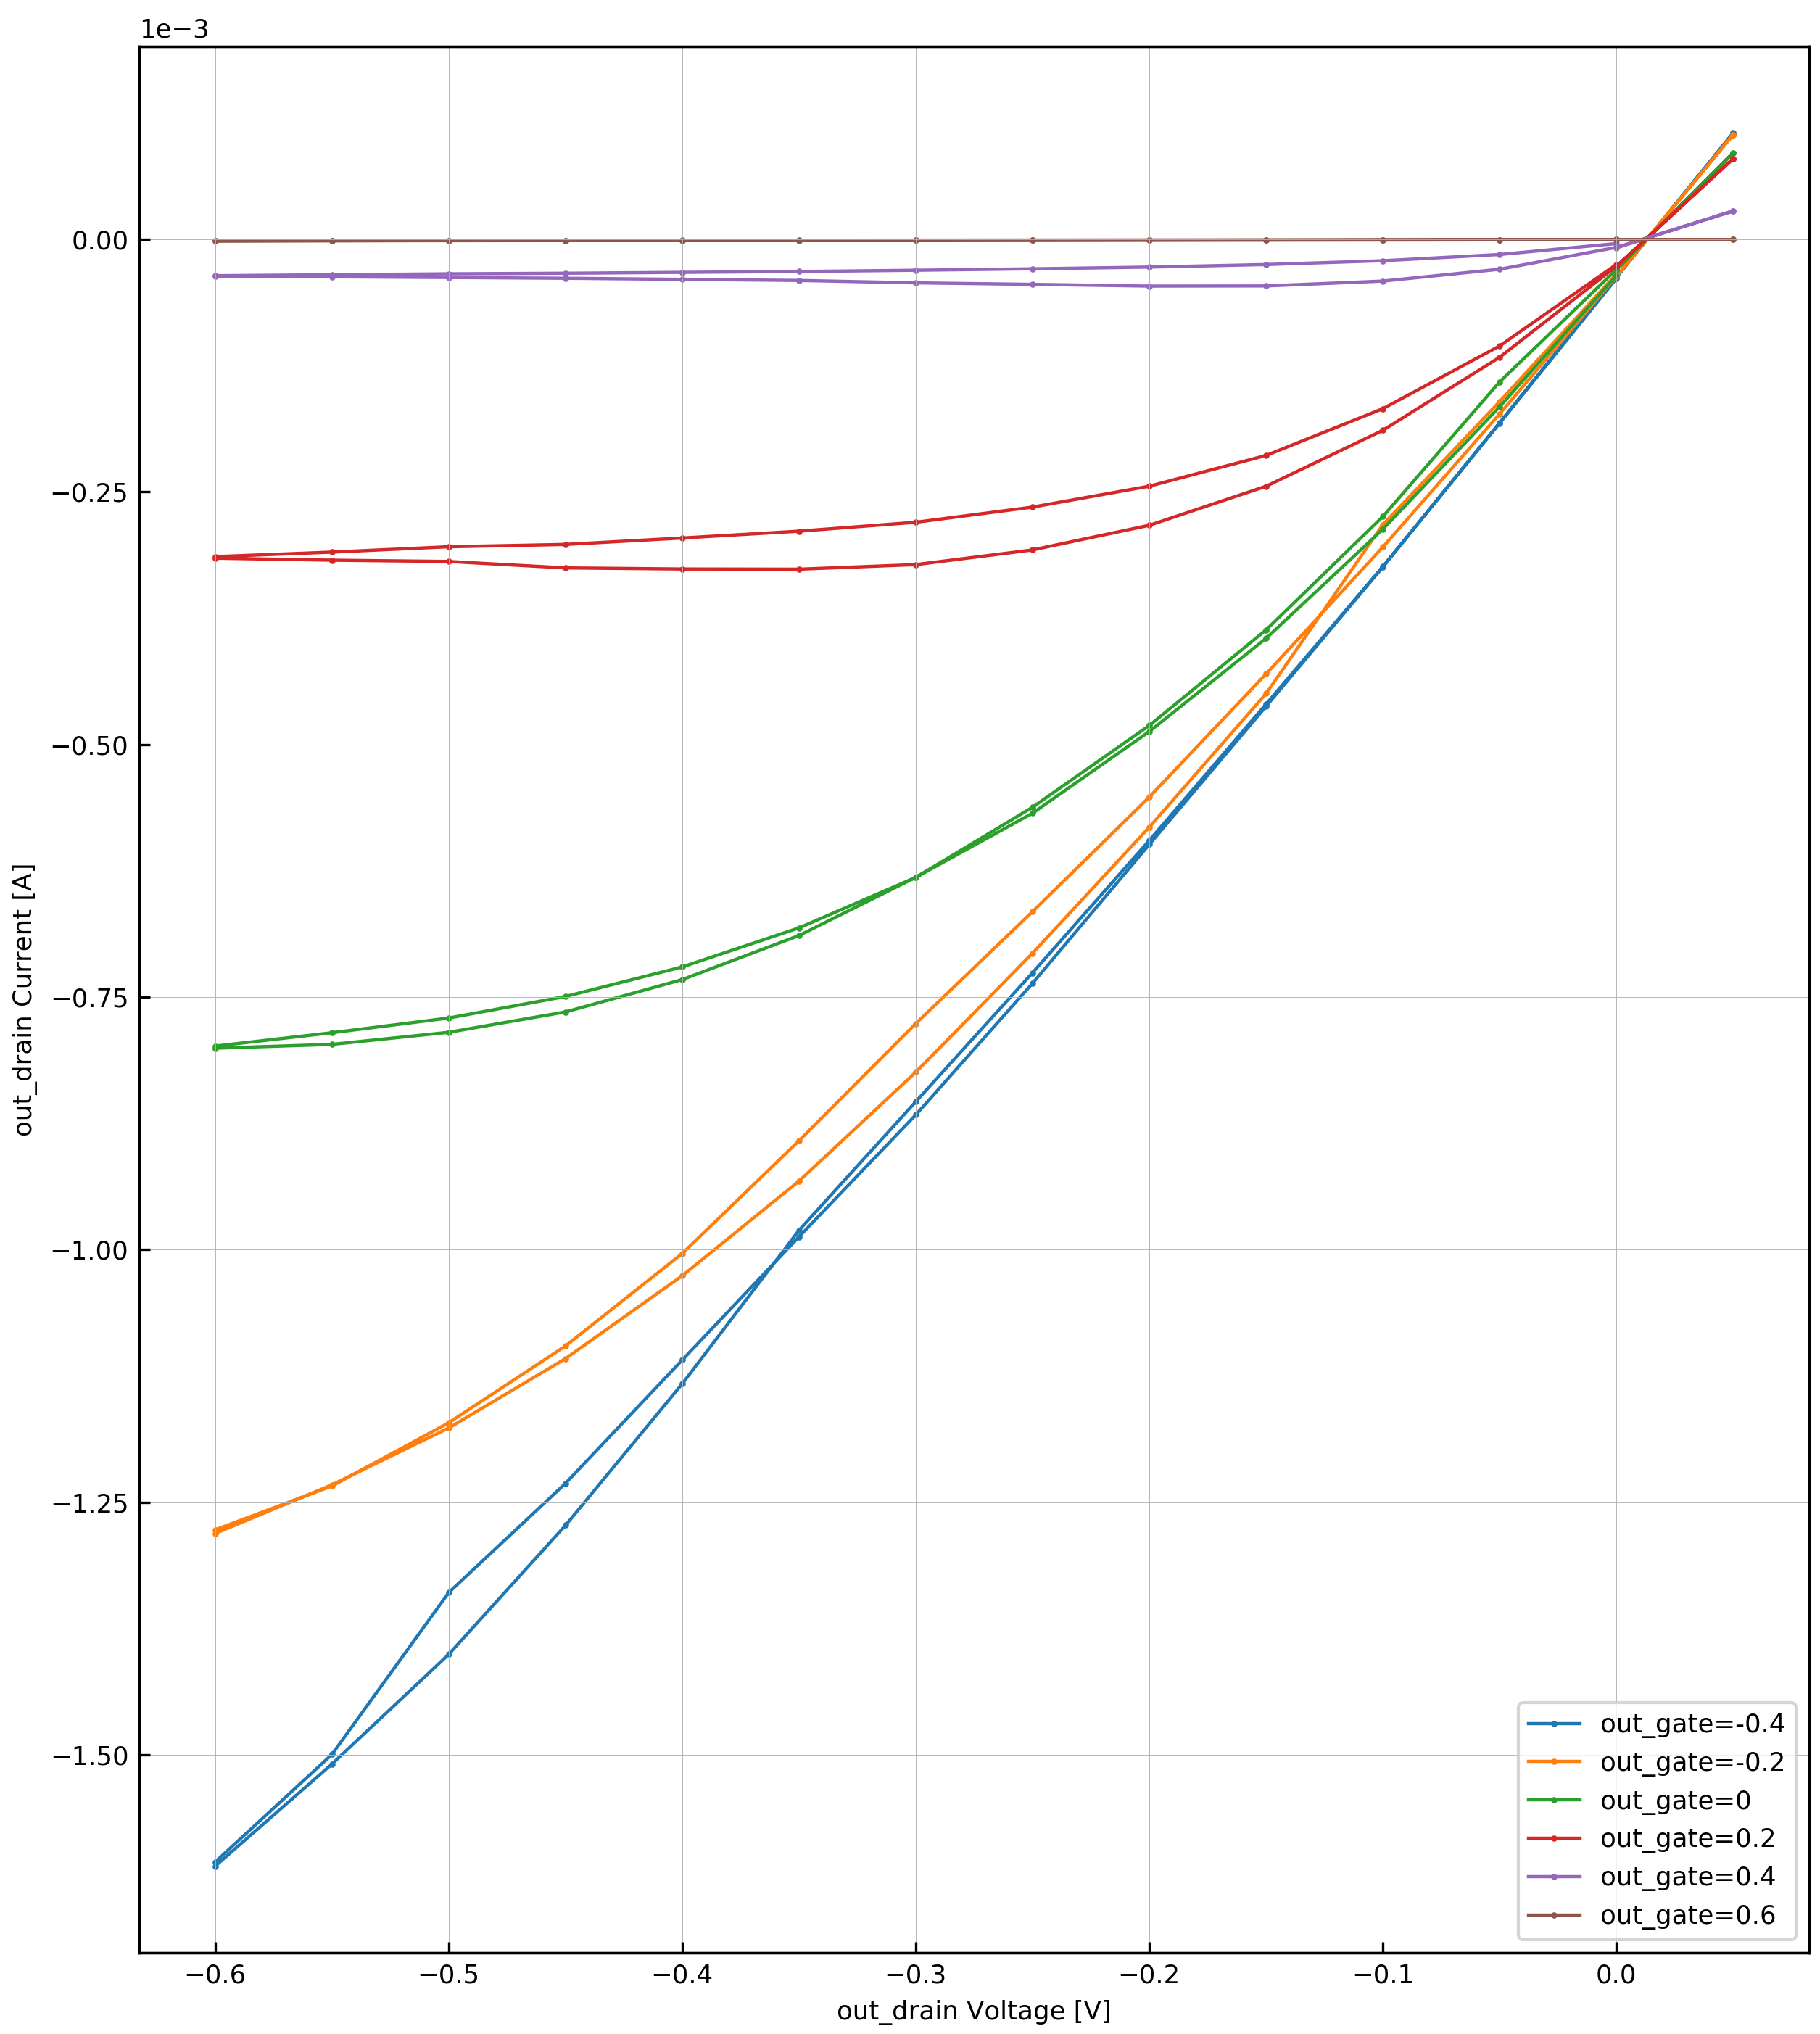 1e−3
0.00
−0.25
−0.50
−0.75
−1.00
−1.25
−1.50
out_drain Current [A]
out_gate=-0.4
out_gate=-0.2
out_gate=0
out_gate=0.2
out_gate=0.4
out_gate=0.6
−0.6 −0.5 −0.4 −0.3 −0.2 −0.1 0.0
out_drain Voltage [V]